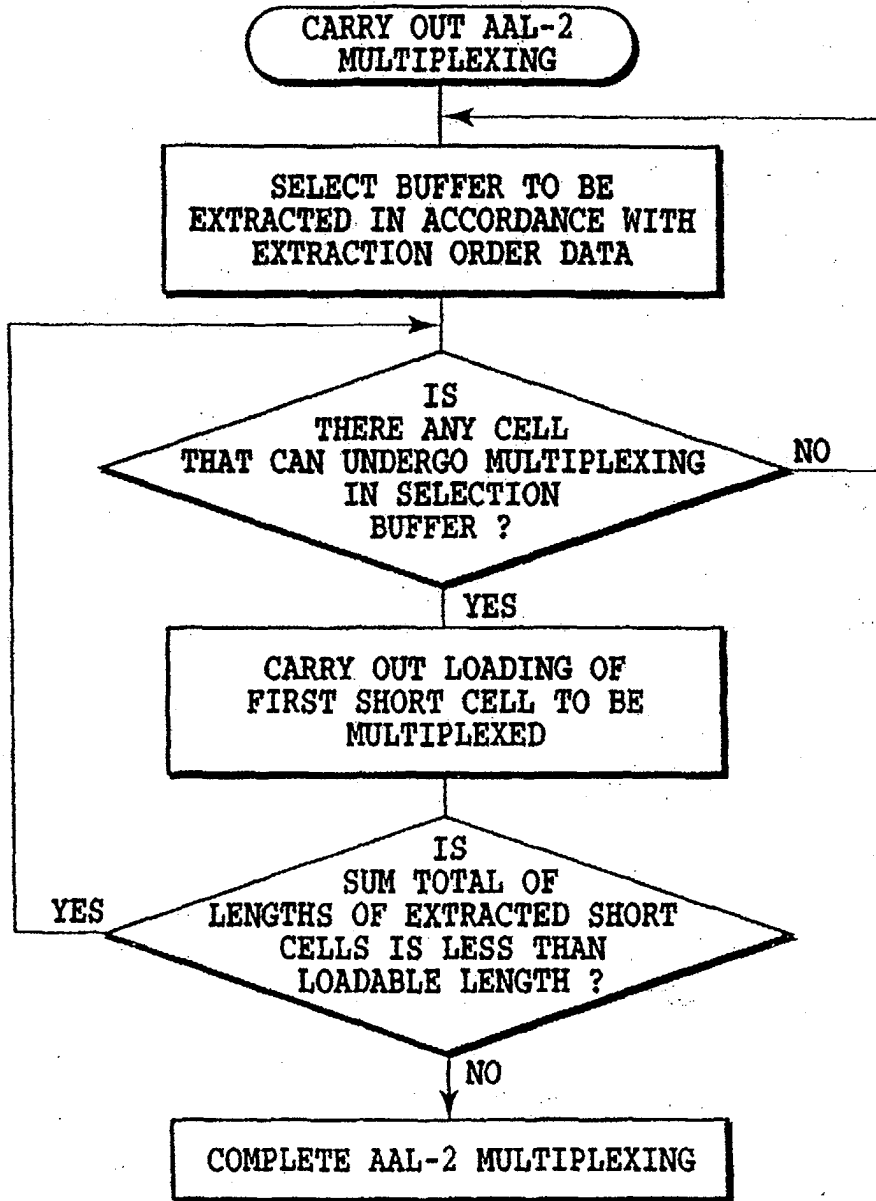 CARRY OUT AAL-2
MULTIPLEXING
SELECT BUFFER TO BE
EXTRACTED IN ACCORDANCE WITH
EXTRACTION ORDER DATA
IS
THERE ANY CELL
THAT CAN UNDERGO MULTIPLEXING
IN SELECTION
BUFFER ?
NO
YES
CARRY OUT LOADING OF
FIRST SHORT CELL TO BE
MULTIPLEXED
IS
SUM TOTAL OF
LENGTHS OF EXTRACTED SHORT
CELLS IS LESS THAN
LOADABLE LENGTH ?
YES
NO
COMPLETE AAL-2 MULTIPLEXING